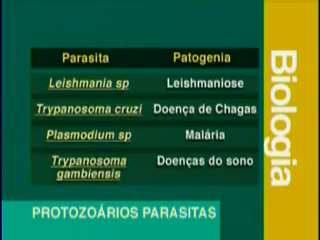 Parasita Patogenia
Leishmania sp Leishmaniose
Trypanosoma cruzi Doença de Chagas
Plasmodium sp Malária
Trypanosoma gambiensis Doenças do sono
Biologia
PROTOZOÁRIOS PARASITAS